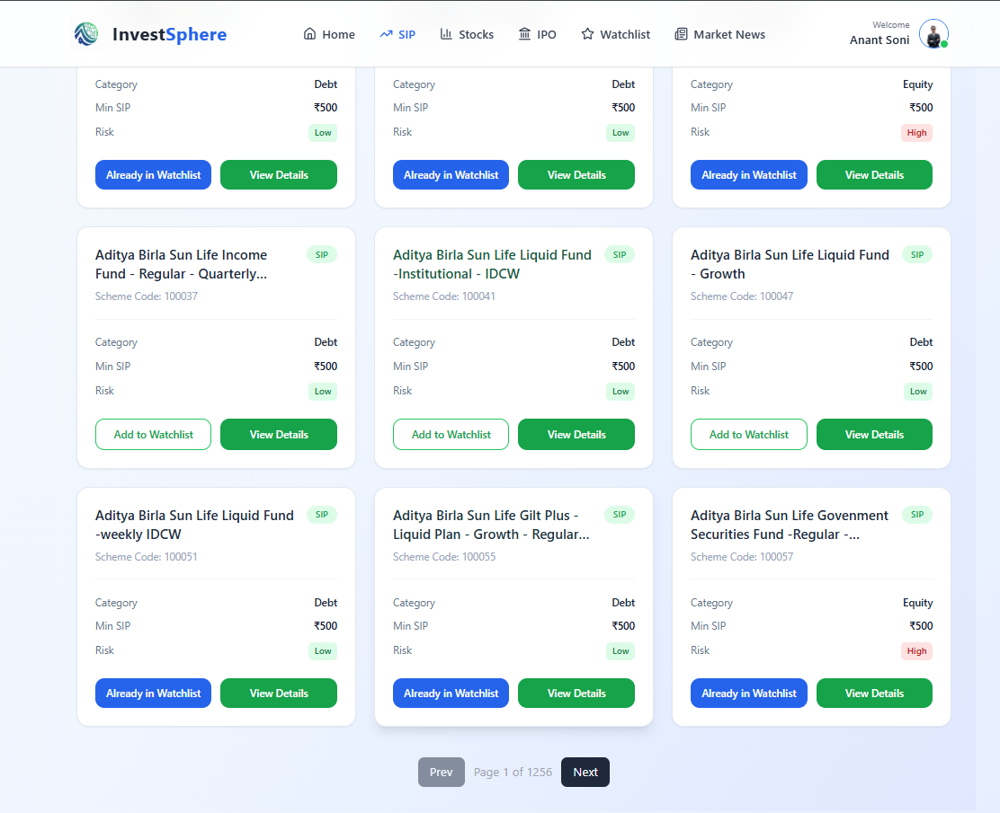 InvestSphere
Home
SIP
Stocks
IPO
Watchlist
Market News
Welcome
Anant Soni
Category Debt
Min SIP ₹500
Risk Low
Already in Watchlist View Details
Category Debt
Min SIP ₹500
Risk Low
Already in Watchlist View Details
Category Equity
Min SIP ₹500
Risk High
Already in Watchlist View Details
Aditya Birla Sun Life Income SIP
Fund - Regular - Quarterly...
Scheme Code: 100037
Category Debt
Min SIP ₹500
Risk Low
Add to Watchlist View Details
Aditya Birla Sun Life Liquid Fund SIP
-Institutional - IDCW
Scheme Code: 100041
Category Debt
Min SIP ₹500
Risk Low
Add to Watchlist View Details
Aditya Birla Sun Life Liquid Fund SIP
- Growth
Scheme Code: 100047
Category Debt
Min SIP ₹500
Risk Low
Add to Watchlist View Details
Aditya Birla Sun Life Liquid Fund SIP
-weekly IDCW
Scheme Code: 100051
Category Debt
Min SIP ₹500
Risk Low
Already in Watchlist View Details
Aditya Birla Sun Life Gilt Plus - SIP
Liquid Plan - Growth - Regular...
Scheme Code: 100055
Category Debt
Min SIP ₹500
Risk Low
Already in Watchlist View Details
Aditya Birla Sun Life Govenment SIP
Securities Fund -Regular -...
Scheme Code: 100057
Category Equity
Min SIP ₹500
Risk High
Already in Watchlist View Details
Prev Page 1 of 1256 Next